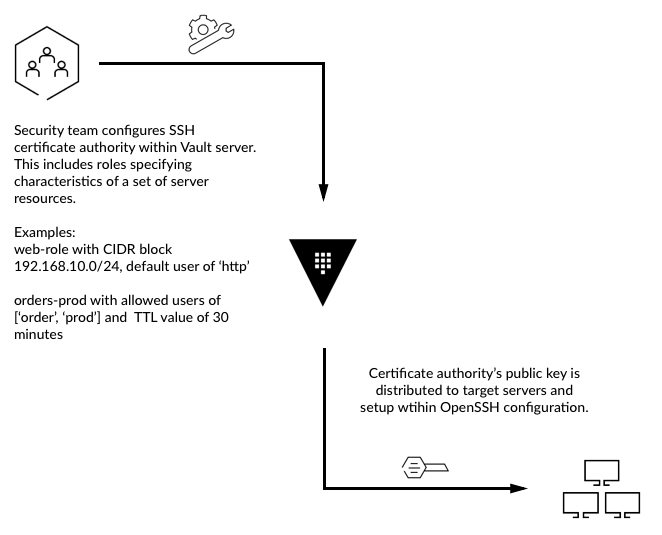 Security team configures SSH
certificate authority within Vault server.
This includes roles specifying
characteristics of a set of server
resources.
Examples:
web-role with CIDR block
192.168.10.0/24, default user of ‘http’
orders-prod with allowed users of
[‘order’, ‘prod’] and  TTL value of 30
minutes
Certificate authority’s public key is
distributed to target servers and
setup wtihin OpenSSH configuration.